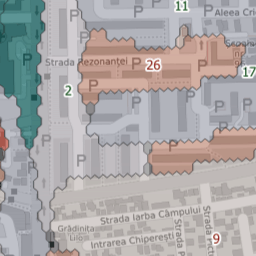 11
Aleea Cri
P
Strada Rezonanței
26
17
2
P
Strada Iarba Câmpului
Grădinița
Intrarea Chiperești
9